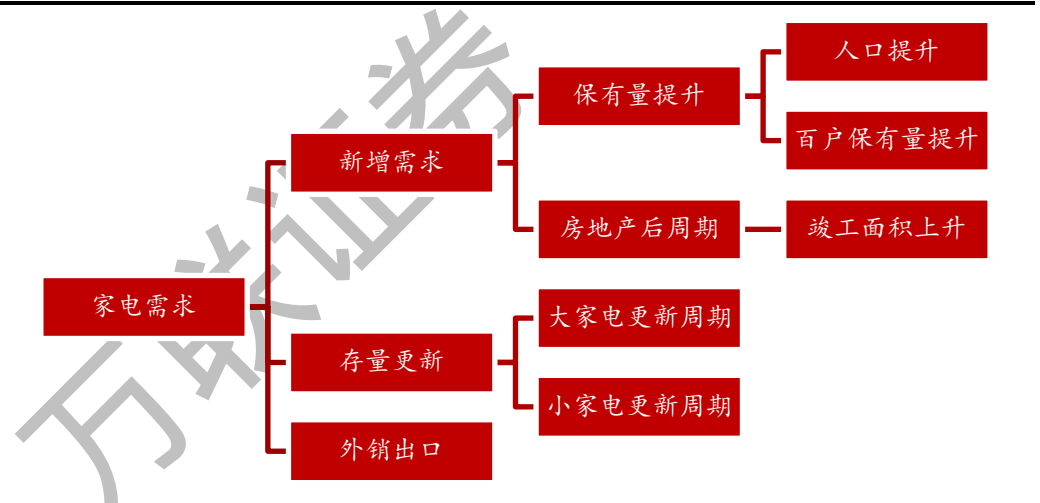 家电需求
新增需求
保有量提升
人口提升
百户保有量提升
房地产后周期
竣工面积上升
存量更新
大家电更新周期
小家电更新周期
外销出口
万联证券